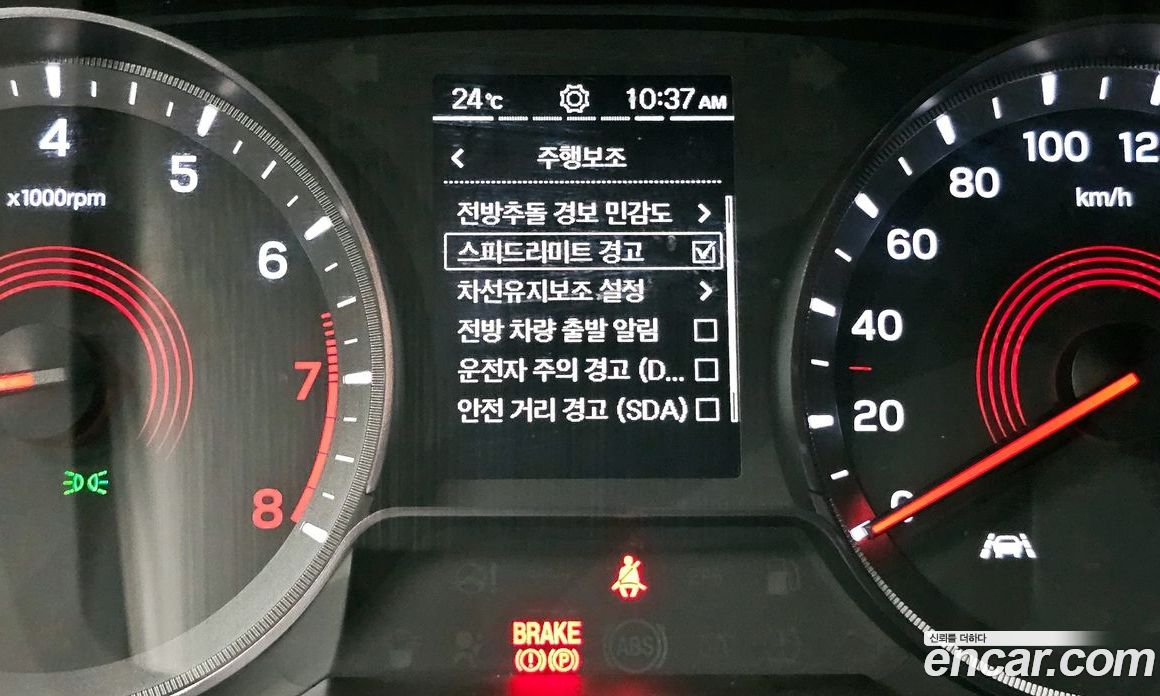 24°C
10:37 AM
주행보조
전방추돌 경보 민감도
스피드리미트 경고
차선유지보조 설정
전방 차량 출발 알림
운전자 주의 경고 (D...
안전 거리 경고 (SDA)
4
5
6
7
8
x1000rpm
0
20
40
60
80
100
12
km/h
BRAKE
(!) (P)
ABS
신뢰를 더하다
encar.com